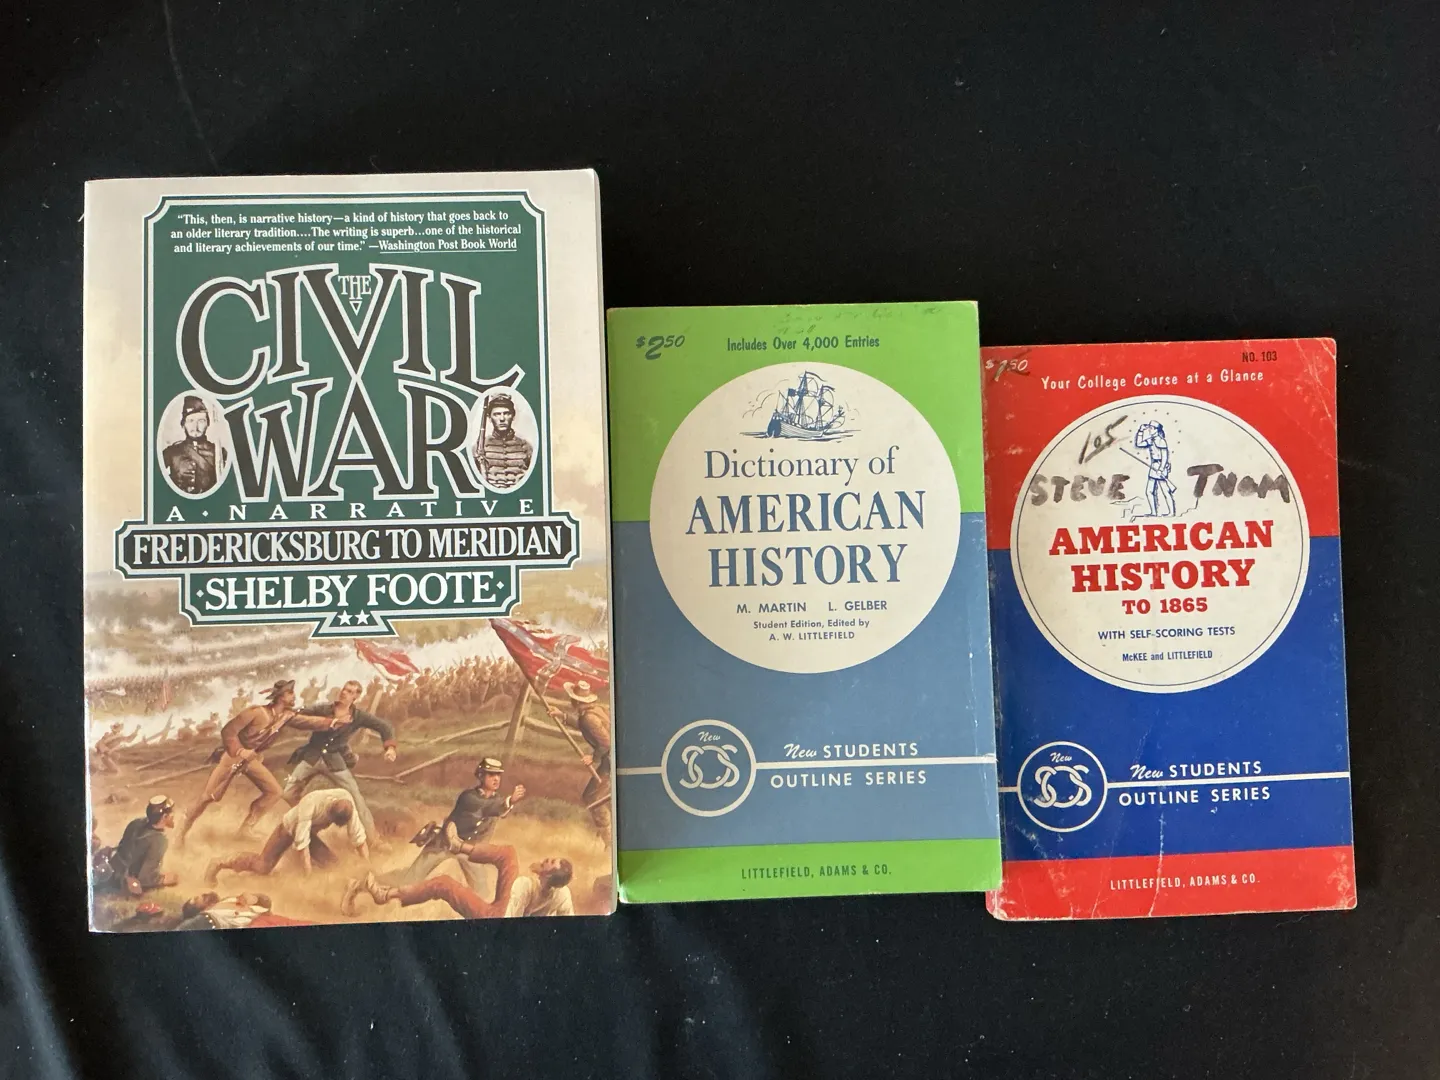 "This, then, is narrative history—a kind of history that goes back to
an older literary tradition....The writing is superb...one of the historical
and literary achievements of our time." —Washington Post Book World
THE
CIVIL
WAR
A · NARRATIVE
FREDERICKSBURG TO MERIDIAN
·SHELBY FOOTE·
$2.50
Includes Over 4,000 Entries
Dictionary of
AMERICAN
HISTORY
M. MARTIN L. GELBER
Student Edition, Edited by
A. W. LITTLEFIELD
New
SOS
New STUDENTS
OUTLINE SERIES
LITTLEFIELD, ADAMS & CO.
NO. 103
Your College Course at a Glance
105
STEVE
AMERICAN
HISTORY
TO 1865
WITH SELF-SCORING TESTS
McKEE and LITTLEFIELD
New
SOS
New STUDENTS
OUTLINE SERIES
LITTLEFIELD, ADAMS & CO.